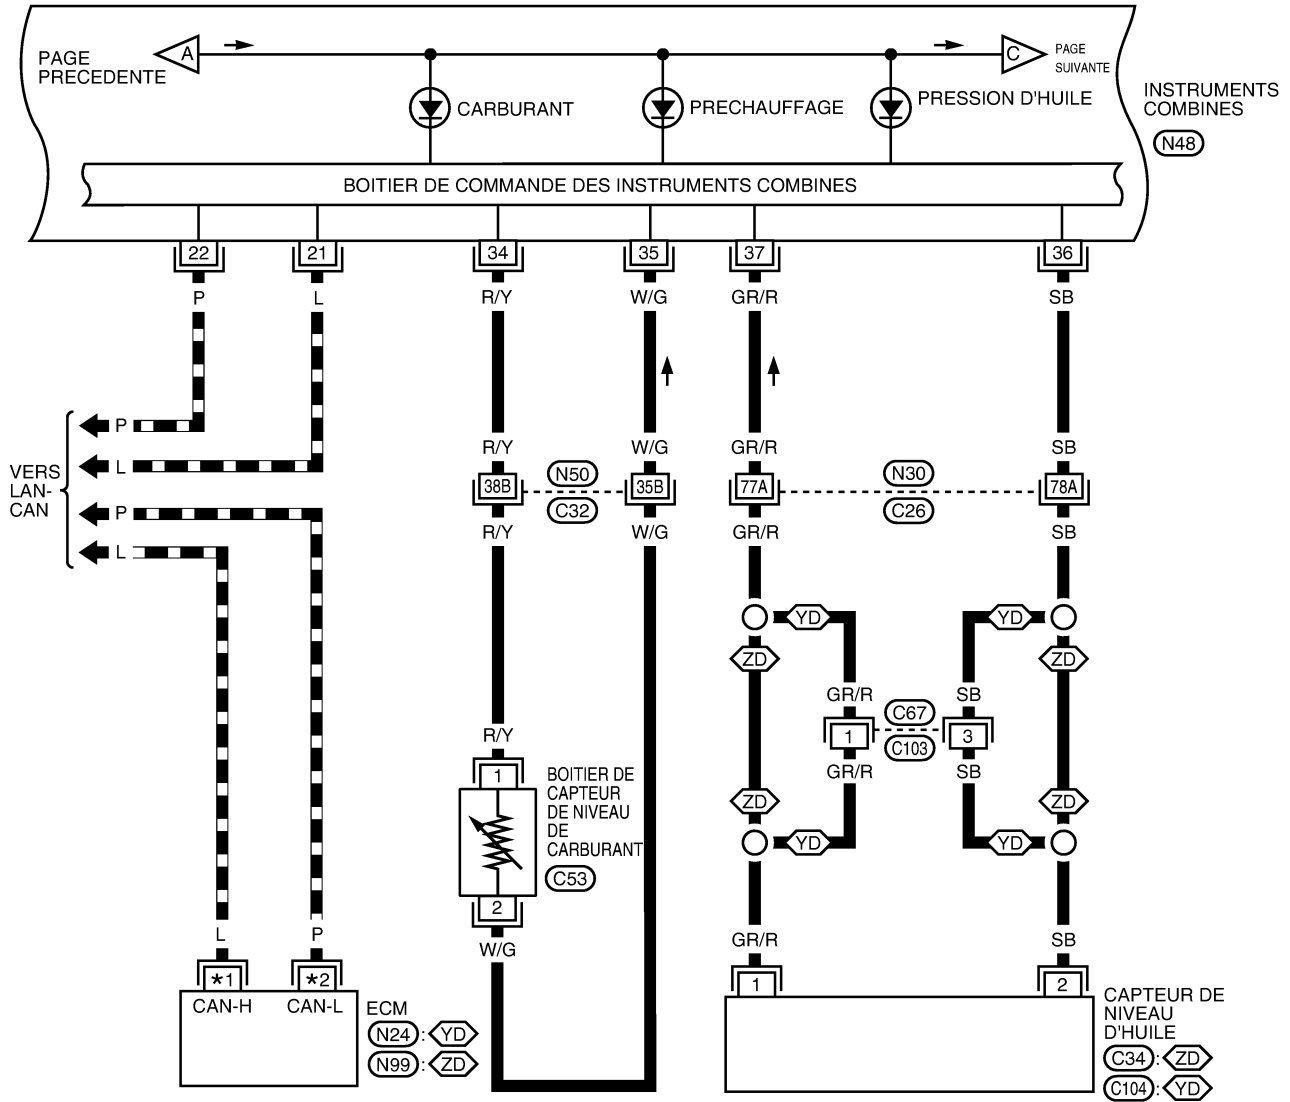 PAGE
PRECEDENTE
A
C
PAGE
SUIVANTE
CARBURANT
PRECHAUFFAGE
PRESSION D'HUILE
INSTRUMENTS
COMBINES
N48
BOITIER DE COMMANDE DES INSTRUMENTS COMBINES
22
21
34
35
37
36
P
L
R/Y
W/G
GR/R
SB
P
L
P
L
VERS
LAN-
CAN
R/Y
W/G
GR/R
SB
38B
N50
C32
35B
77A
N30
C26
78A
R/Y
W/G
GR/R
SB
YD
YD
ZD
ZD
GR/R
SB
1
C67
C103
3
GR/R
SB
ZD
ZD
YD
YD
R/Y
1
BOITIER DE
CAPTEUR
DE NIVEAU
DE
CARBURANT
C53
2
W/G
L
P
GR/R
SB
*1
*2
CAN-H
CAN-L
ECM
N24 : YD
N99 : ZD
1
2
CAPTEUR DE
NIVEAU
D'HUILE
C34 : ZD
C104 : YD